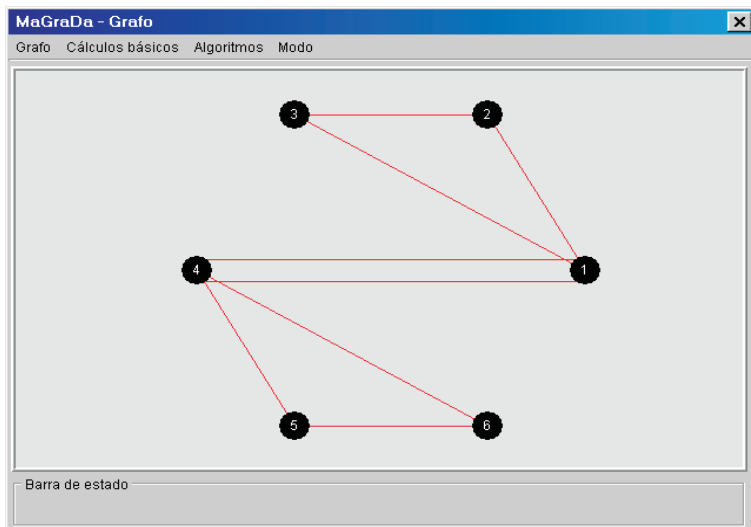 MaGraDa - Grafo
Grafo Cálculos básicos Algoritmos Modo
3 2
4 1
5 6
Barra de estado